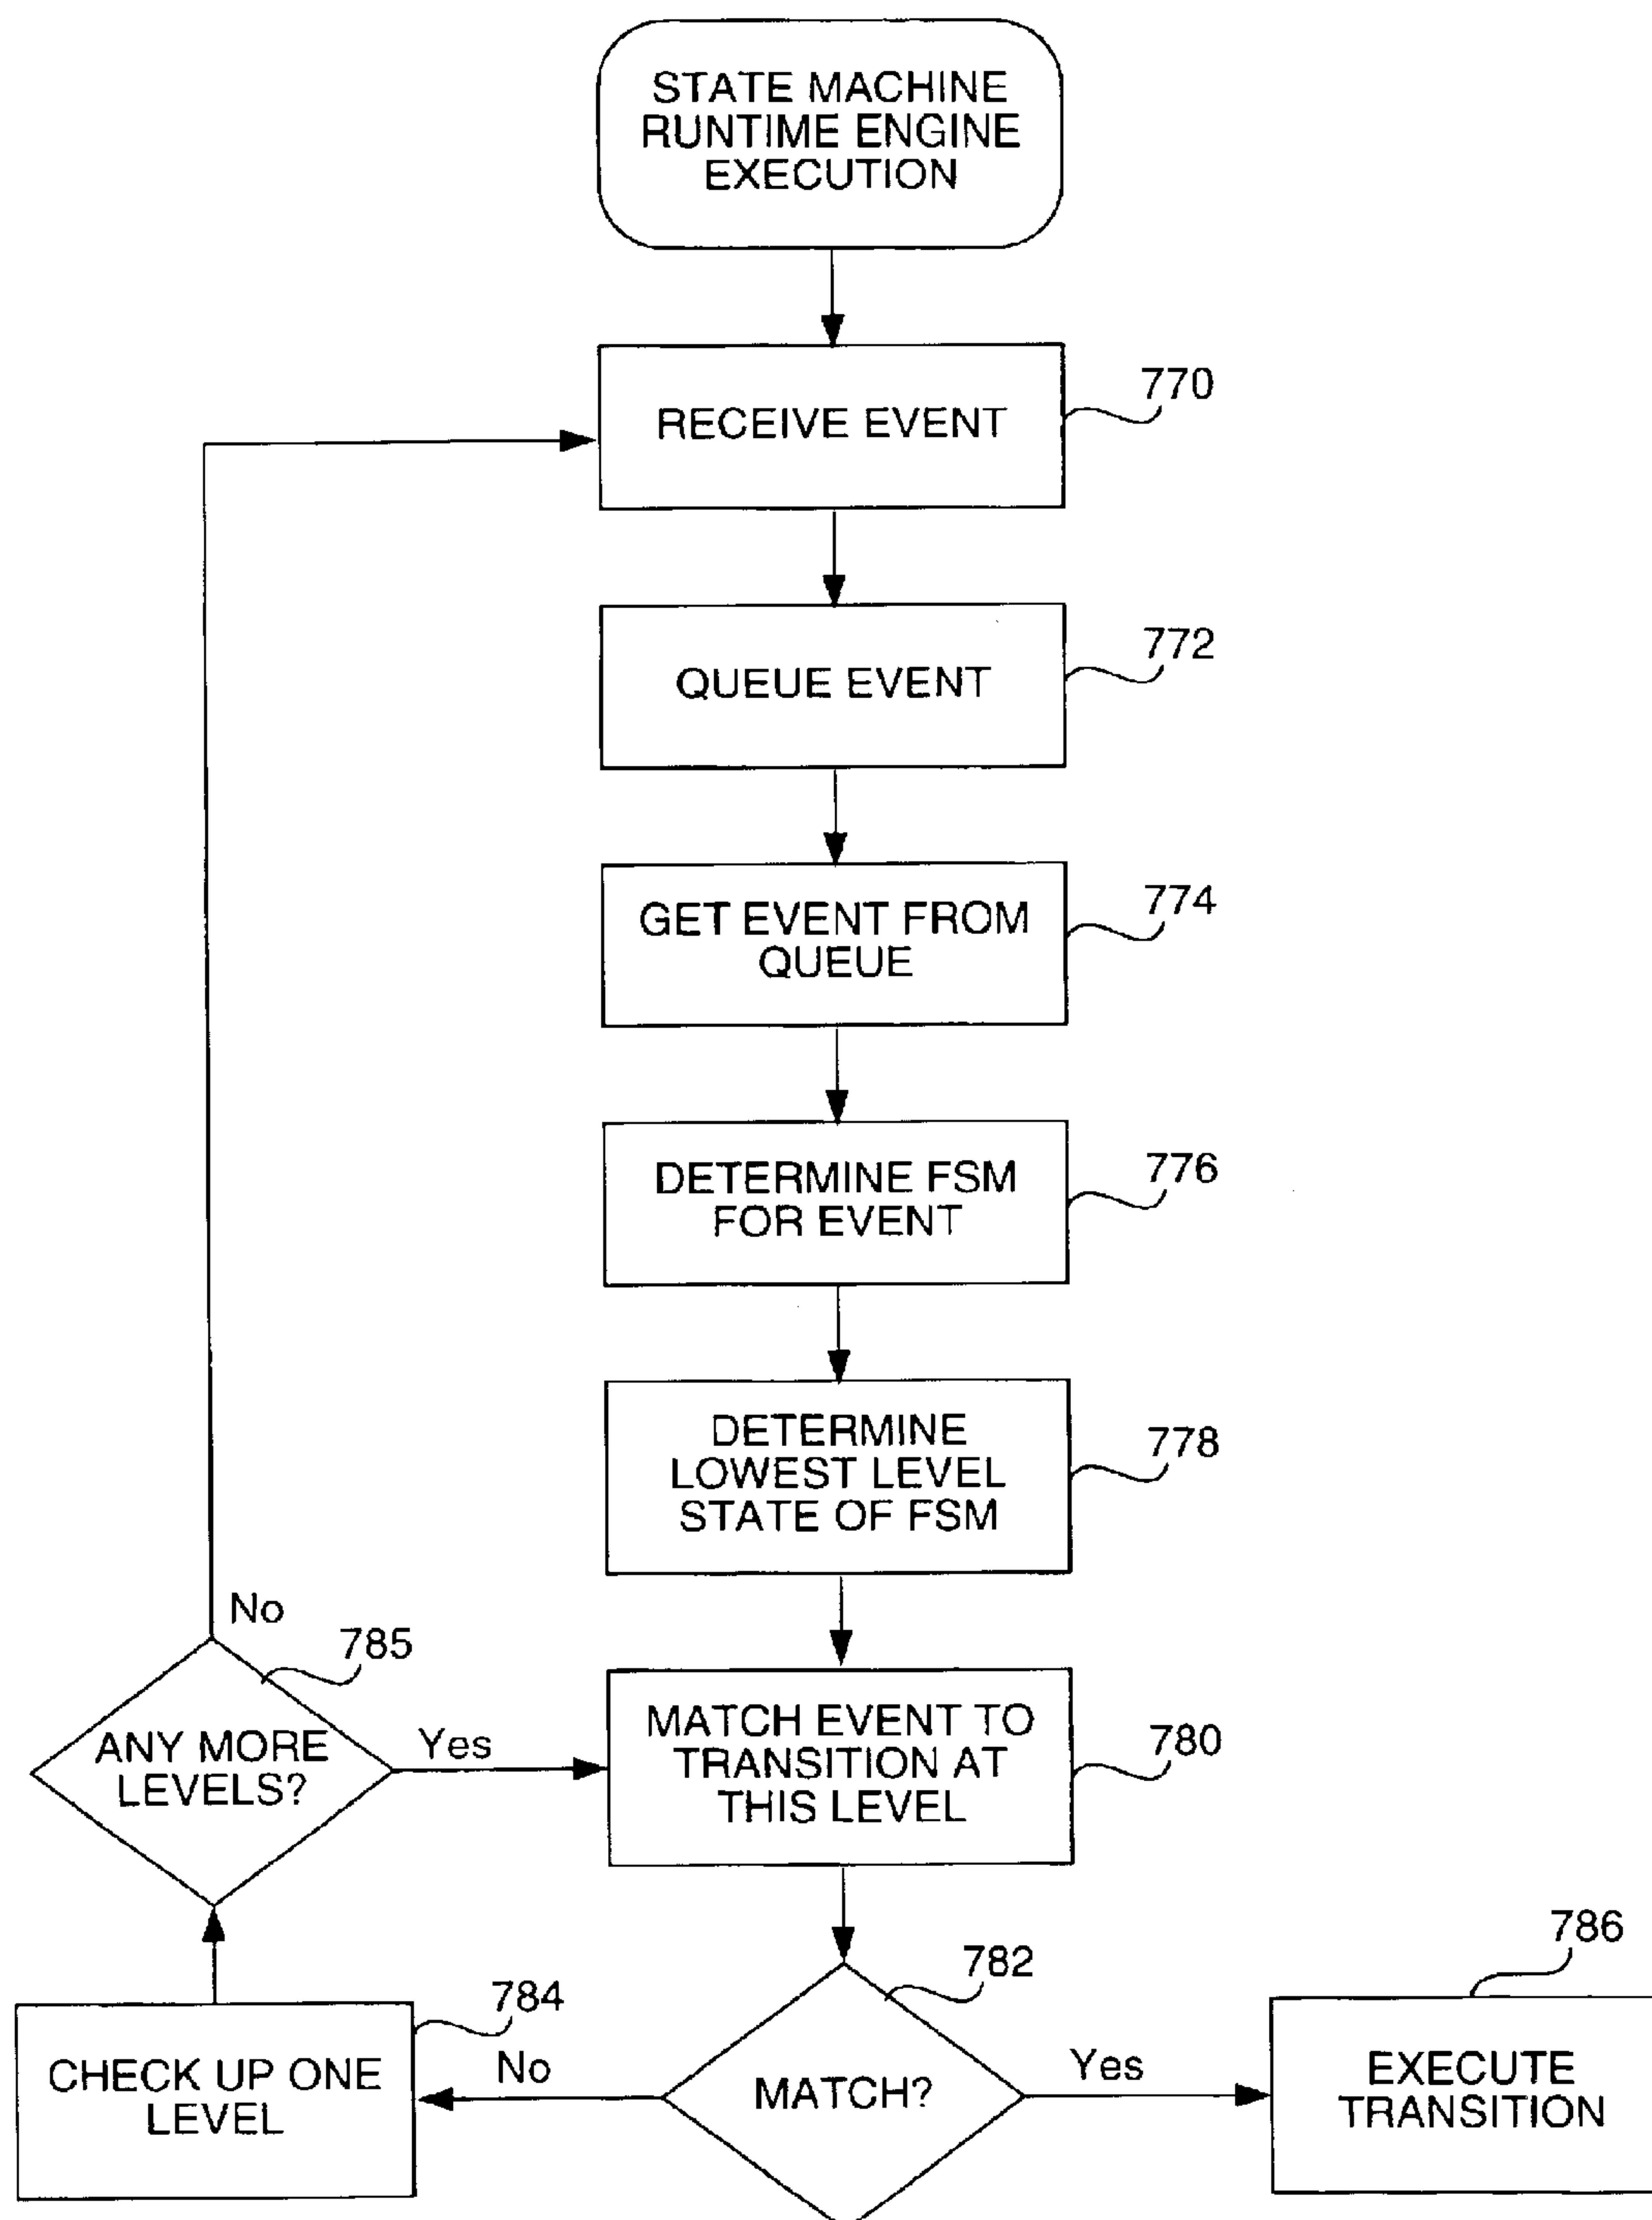 STATE MACHINE
RUNTIME ENGINE
EXECUTION
RECEIVE EVENT
770
QUEUE EVENT
772
GET EVENT FROM
QUEUE
774
DETERMINE FSM
FOR EVENT
776
DETERMINE
LOWEST LEVEL
STATE OF FSM
778
No
785
ANY MORE
LEVELS?
Yes
MATCH EVENT TO
TRANSITION AT
THIS LEVEL
780
782
MATCH?
No
784
CHECK UP ONE
LEVEL
Yes
786
EXECUTE
TRANSITION